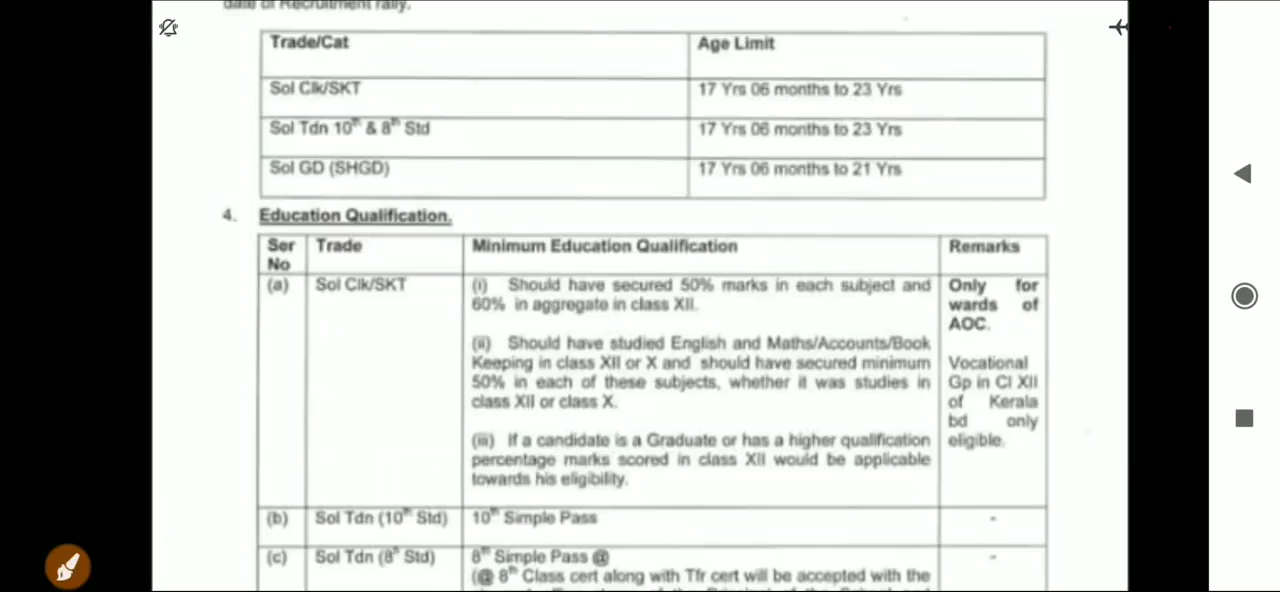 date of Recruitment rally.
Trade/Cat Age Limit
Sol Clk/SKT 17 Yrs 06 months to 23 Yrs
Sol Tdn 10th & 8th Std 17 Yrs 06 months to 23 Yrs
Sol GD (SHGD) 17 Yrs 06 months to 21 Yrs
4. Education Qualification.
Ser No Trade Minimum Education Qualification Remarks
(a) Sol Clk/SKT
(i) Should have secured 50% marks in each subject and
60% in aggregate in class XII.
(ii) Should have studied English and Maths/Accounts/Book
Keeping in class XII or X and should have secured minimum
50% in each of these subjects, whether it was studies in
class XII or class X.
(iii) If a candidate is a Graduate or has a higher qualification
percentage marks scored in class XII would be applicable
towards his eligibility.
Only for
wards of
AOC.
Vocational
Gp in Cl XII
of Kerala
bd only
eligible.
(b) Sol Tdn (10th Std) 10th Simple Pass -
(c) Sol Tdn (8th Std) 8th Simple Pass @ -
(@ 8th Class cert along with Tfr cert will be accepted with the